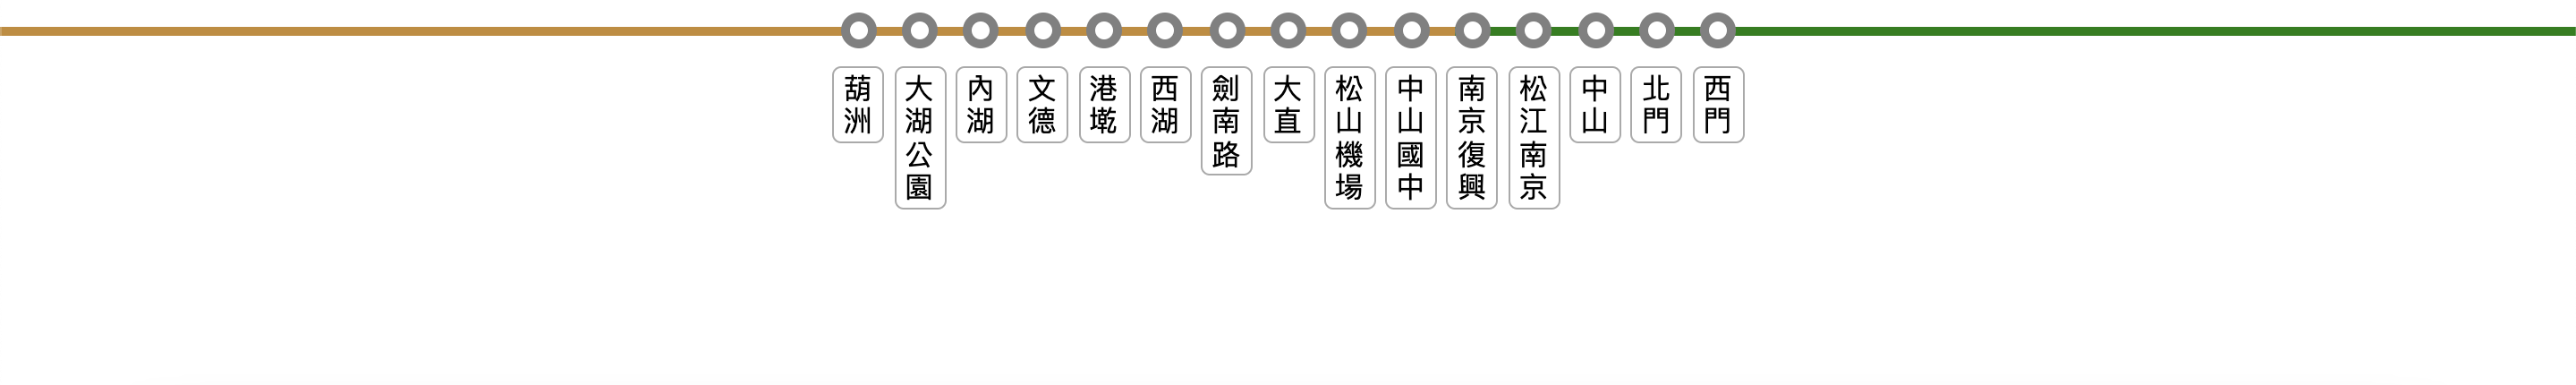 葫洲
大湖公園
內湖
文德
港墘
西湖
劍南路
大直
松山機場
中山國中
南京復興
松江南京
中山
北門
西門